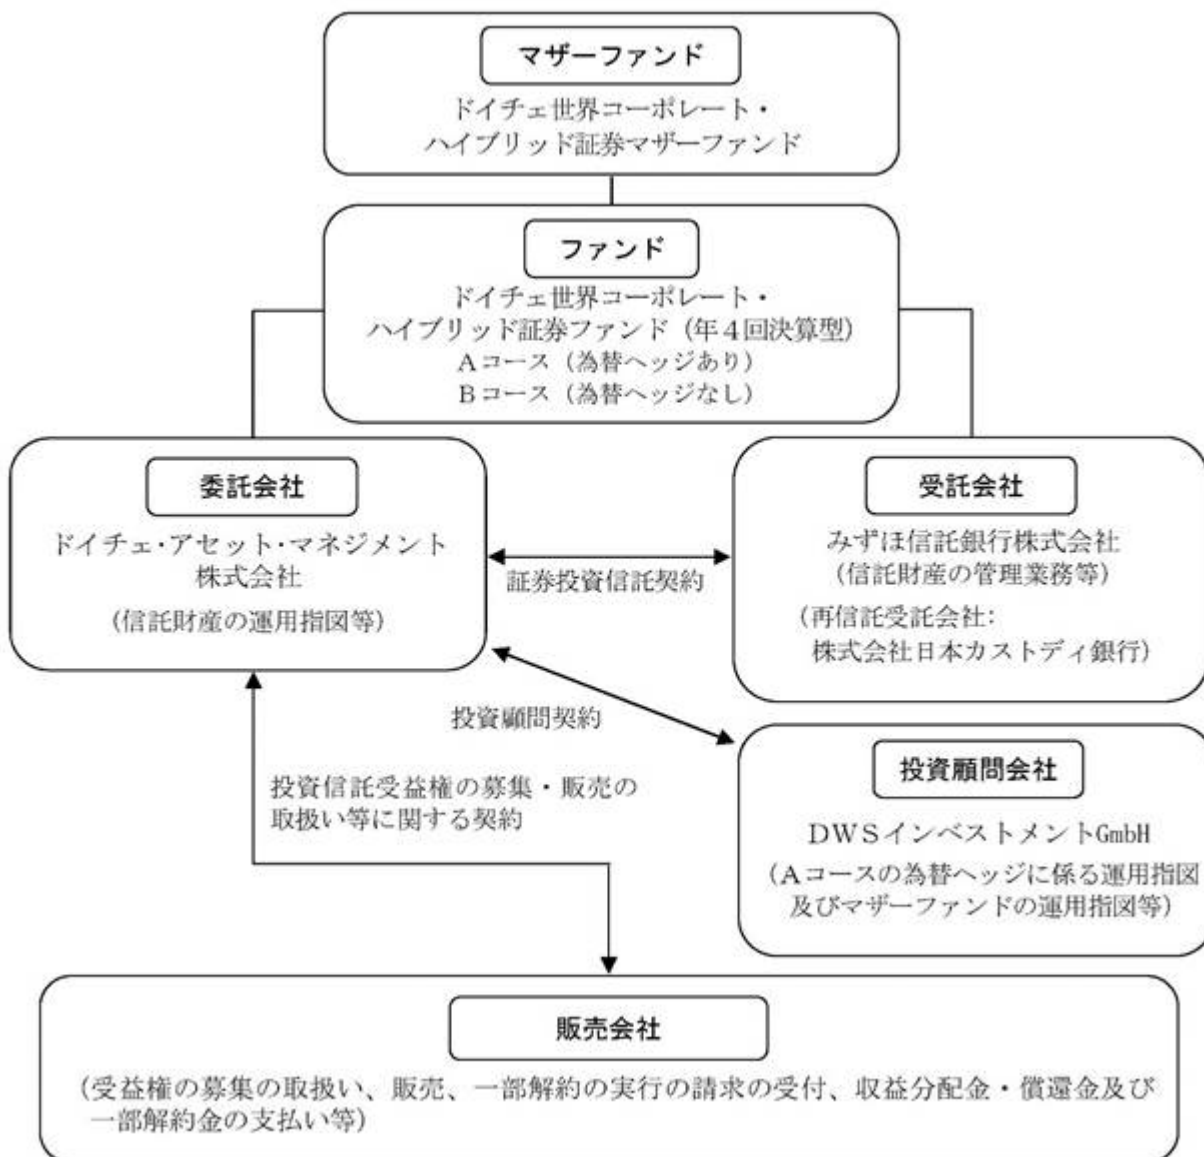 マザーファンド
ドイチェ世界コーポレート・
ハイブリッド証券マザーファンド
ファンド
ドイチェ世界コーポレート・
ハイブリッド証券ファンド（年４回決算型）
Ａコース（為替ヘッジあり）
Ｂコース（為替ヘッジなし）
委託会社
ドイチェ・アセット・マネジメント
株式会社
（信託財産の運用指図等）
証券投資信託契約
受託会社
みずほ信託銀行株式会社
（信託財産の管理業務等）
（再信託受託会社：
株式会社日本カストディ銀行）
投資顧問契約
投資顧問会社
ＤＷＳインベストメントGmbH
（Ａコースの為替ヘッジに係る運用指図
及びマザーファンドの運用指図等）
投資信託受益権の募集・販売の
取扱い等に関する契約
販売会社
（受益権の募集の取扱い、販売、一部解約の実行の請求の受付、収益分配金・償還金及び
一部解約金の支払い等）